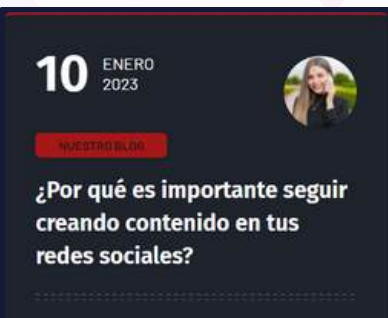 10 ENERO
2023
NUESTRO BLOG
¿Por qué es importante seguir
creando contenido en tus
redes sociales?